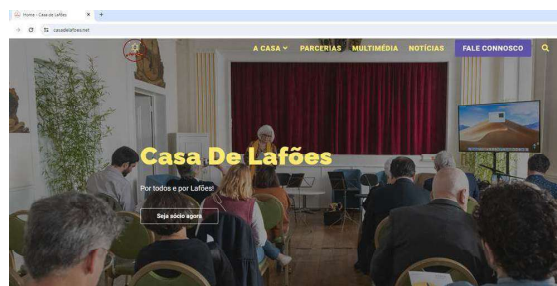 Home - Casa de Lafões
casadelafoes.net
A CASA PARCERIAS MULTIMÉDIA NOTÍCIAS FALE CONNOSCO
Casa De Lafões
Por todos e por Lafões!
Seja sócio agora